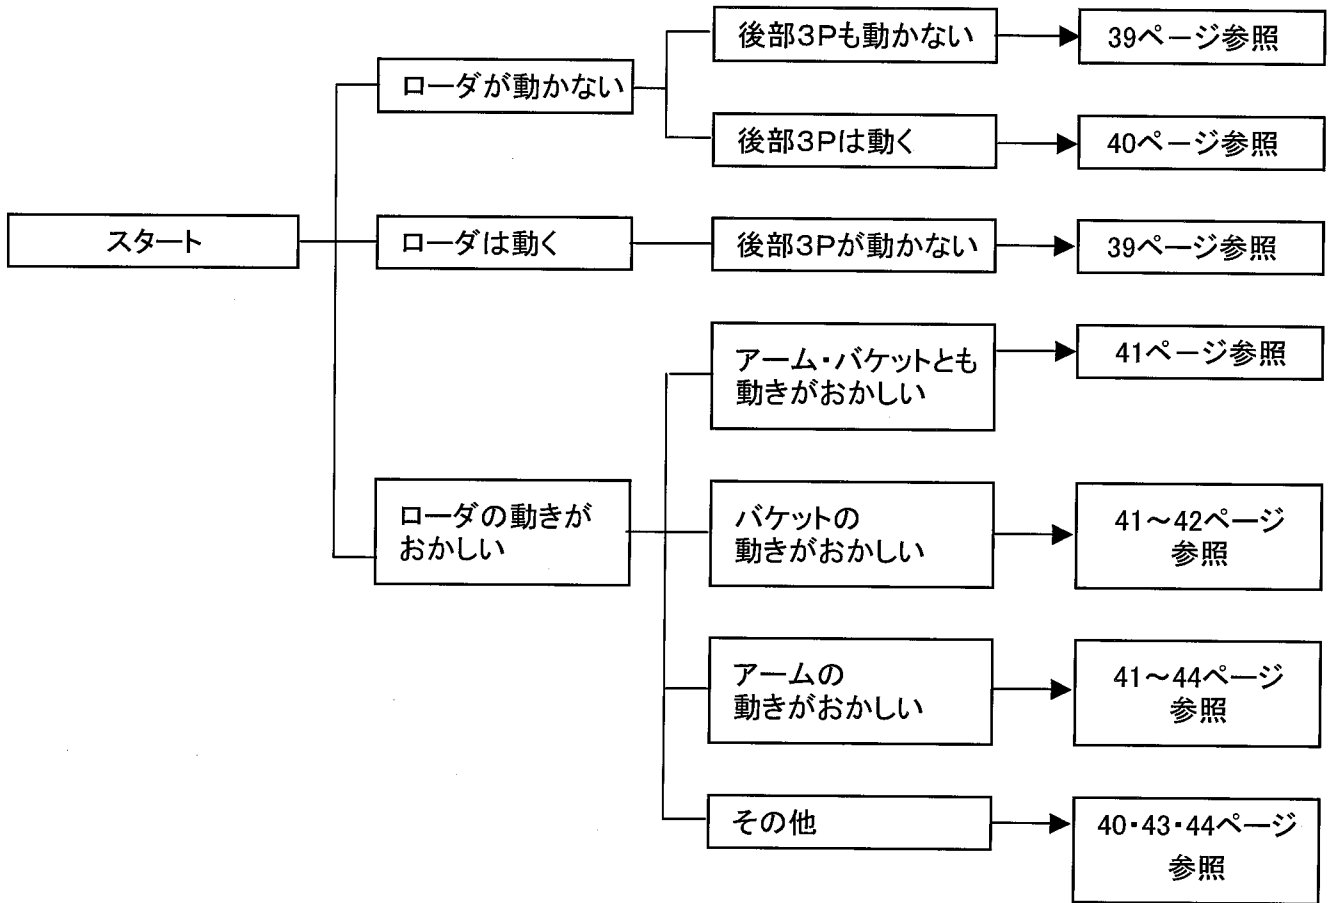 スタート
ローダが動かない
後部3Pも動かない
39ページ参照
後部3Pは動く
40ページ参照
ローダは動く
後部3Pが動かない
39ページ参照
ローダの動きが
おかしい
アーム・バケットとも
動きがおかしい
41ページ参照
バケットの
動きがおかしい
41～42ページ
参照
アームの
動きがおかしい
41～44ページ
参照
その他
40・43・44ページ
参照